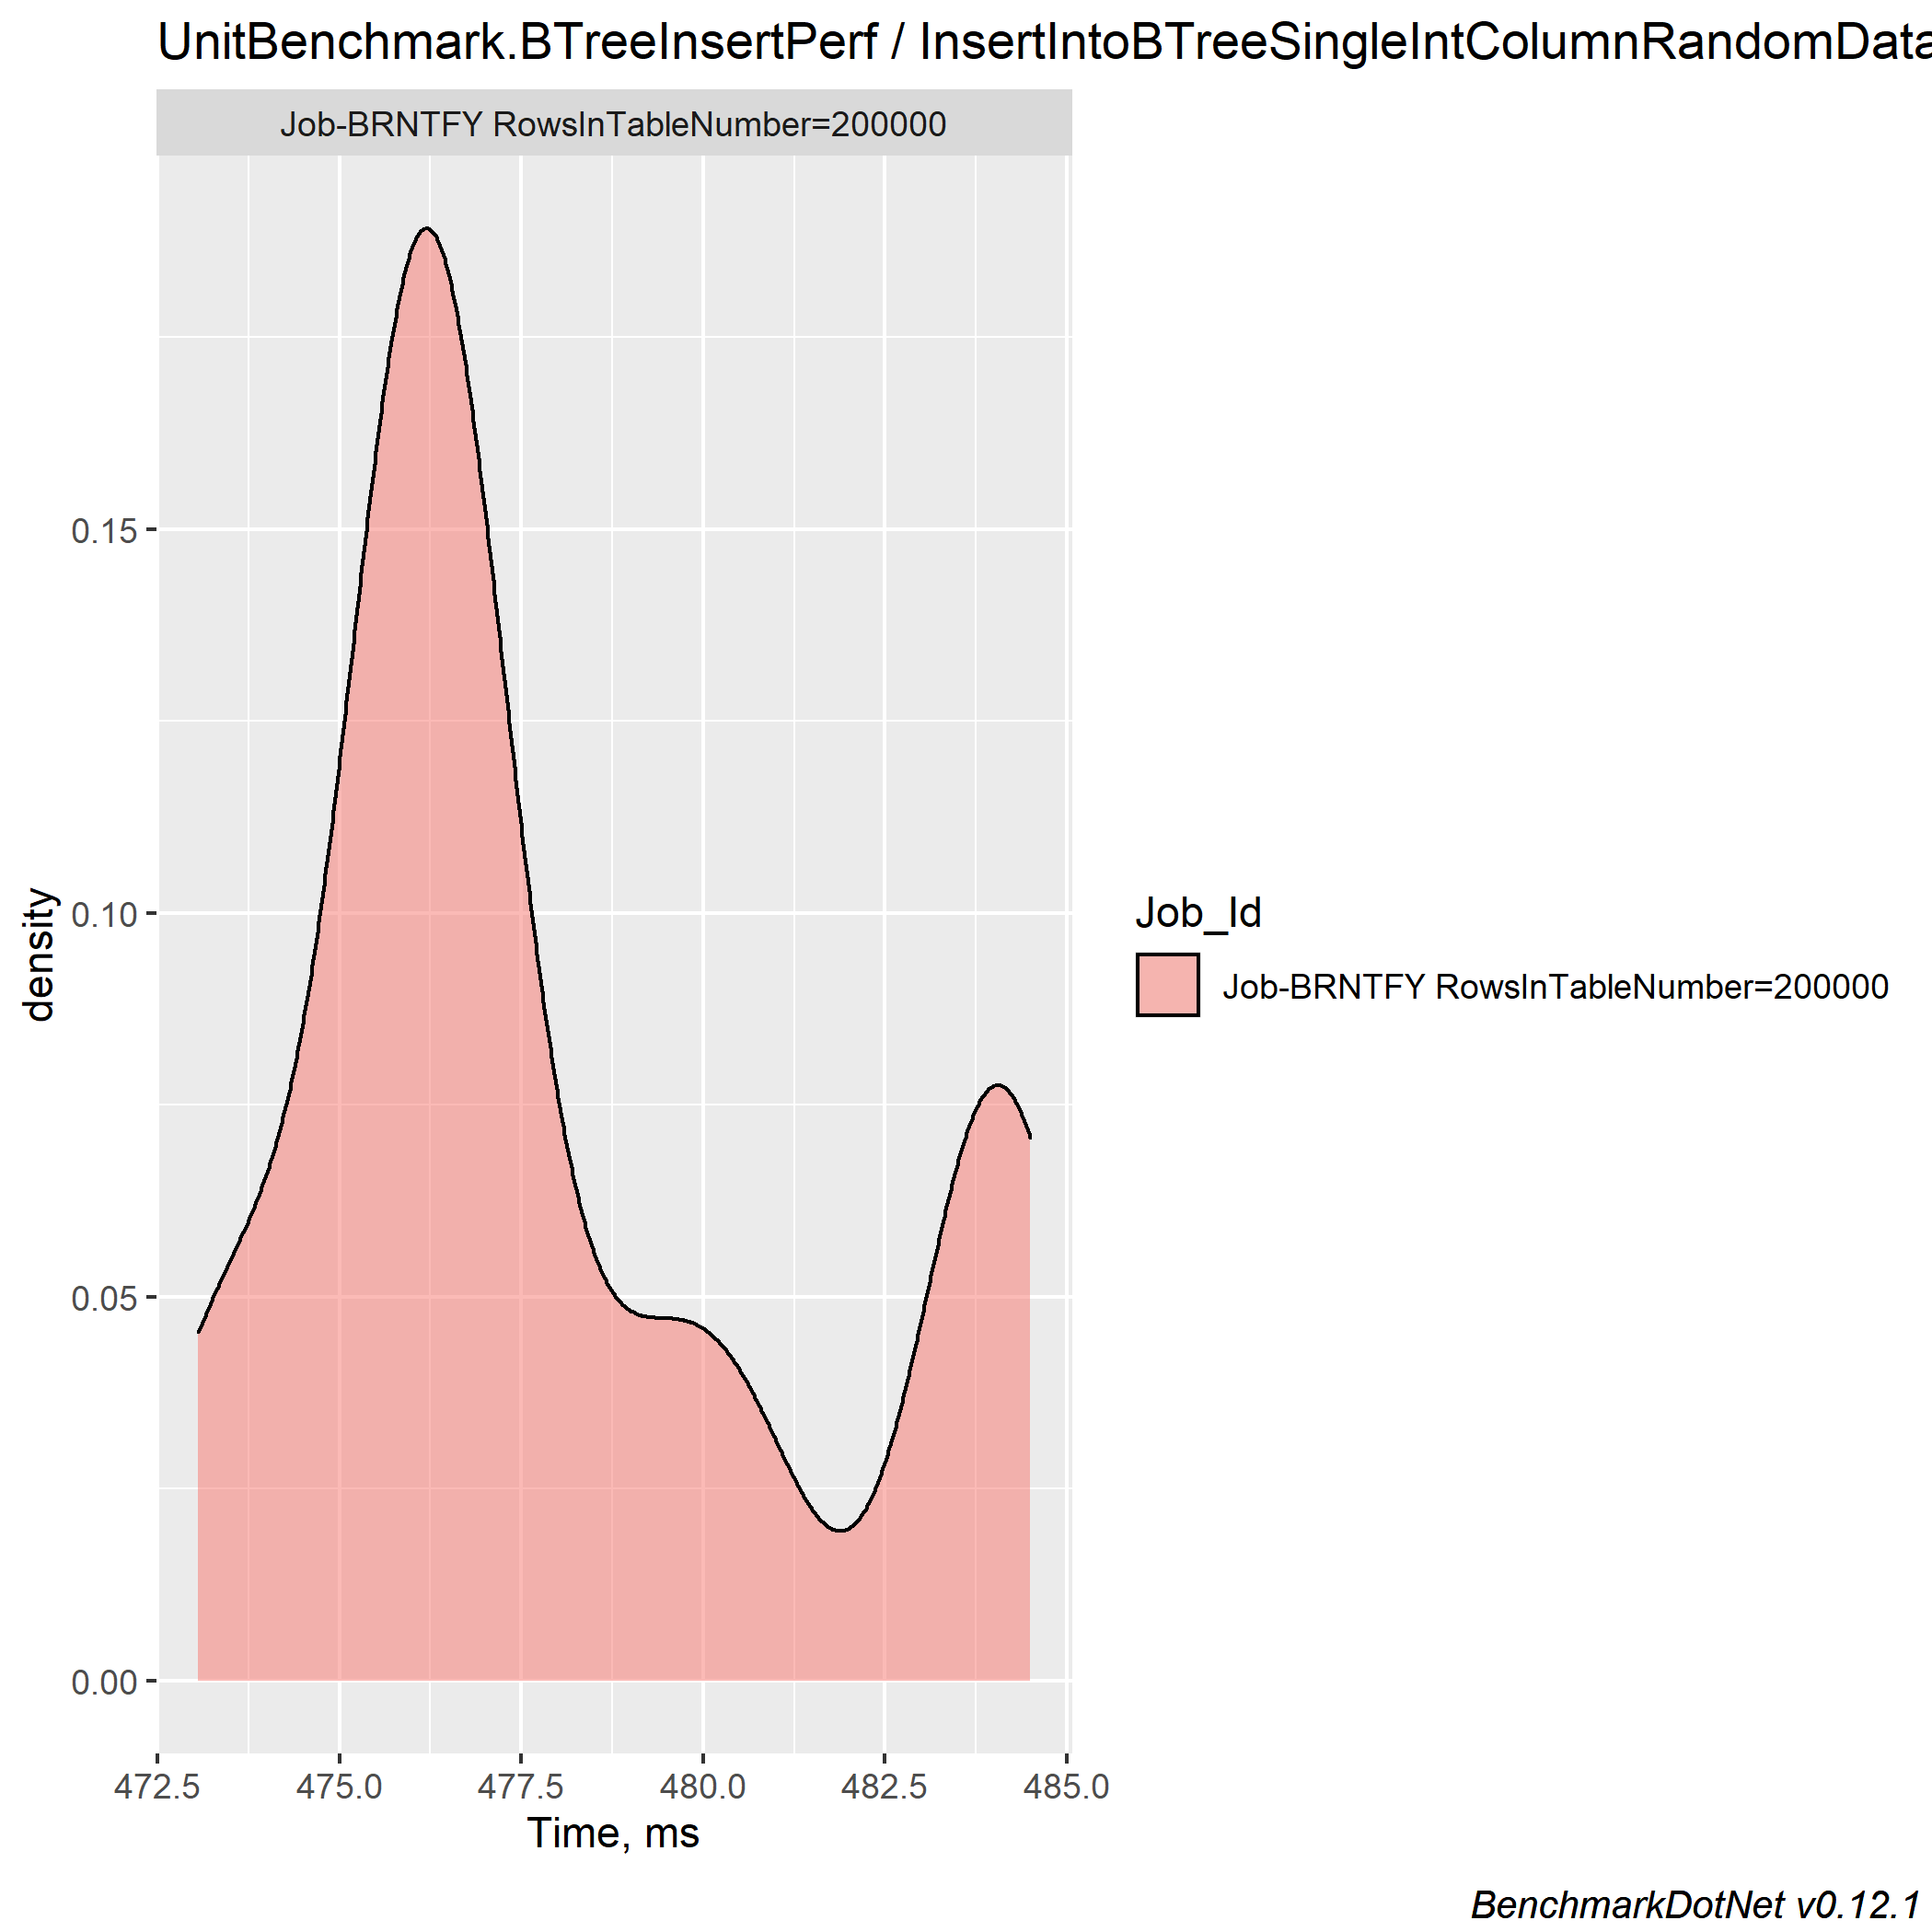 UnitBenchmark.BTreeInsertPerf / InsertIntoBTreeSingleIntColumnRandomData
Job-BRNTFY RowsInTableNumber=200000
0.15
0.10
0.05
0.00
density
472.5 475.0 477.5 480.0 482.5 485.0
Time, ms
Job_Id
Job-BRNTFY RowsInTableNumber=200000
BenchmarkDotNet v0.12.1